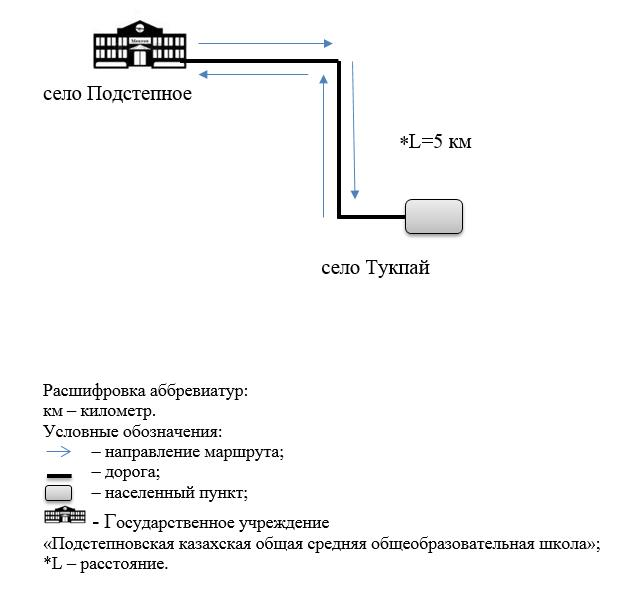 село Подстепное
*L=5 км
село Тукпай
Расшифровка аббревиатур:
км – километр.
Условные обозначения:
– направление маршрута;
– дорога;
– населенный пункт;
- Государственное учреждение
«Подстепновская казахская общая средняя общеобразовательная школа»;
*L – расстояние.